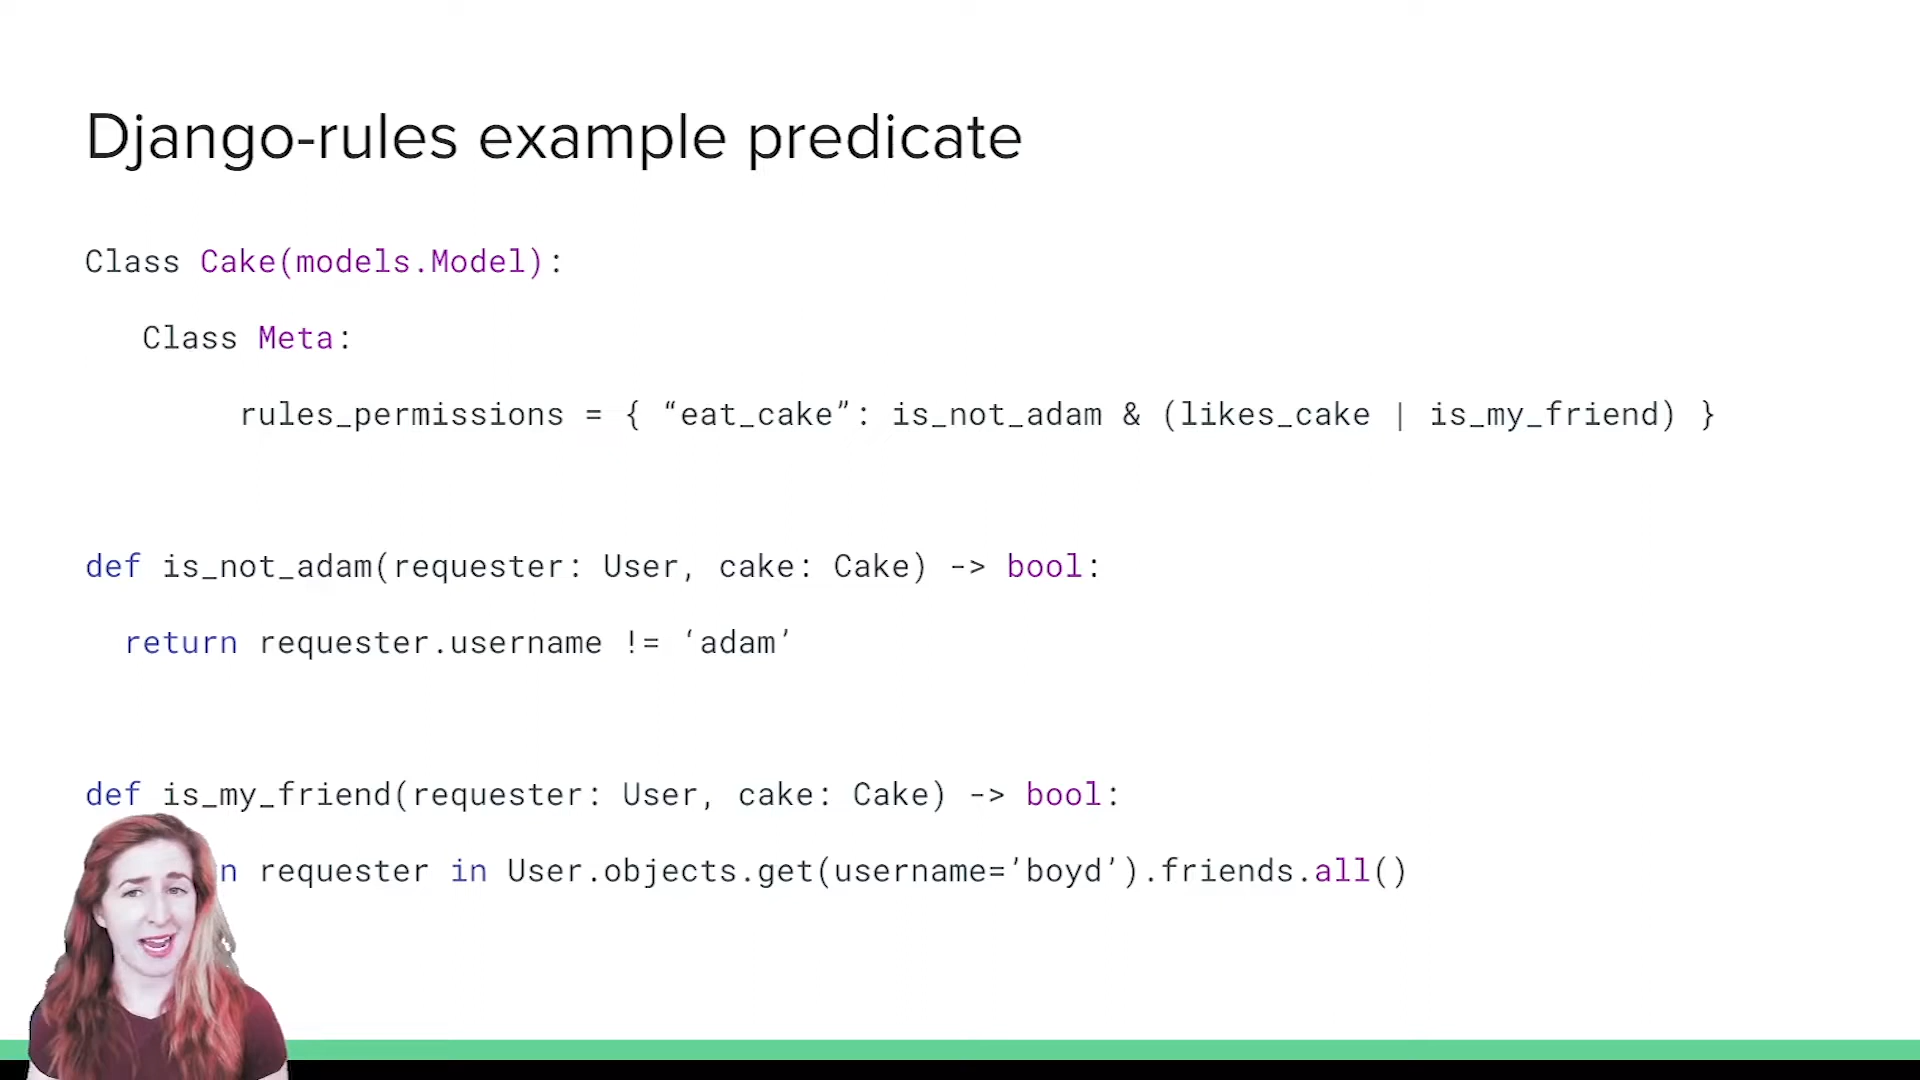 Django-rules example predicate
Class Cake(models.Model):
Class Meta:
rules_permissions = { “eat_cake”: is_not_adam & (likes_cake | is_my_friend) }
def is_not_adam(requester: User, cake: Cake) -> bool:
return requester.username != ‘adam’
def is_my_friend(requester: User, cake: Cake) -> bool:
requester in User.objects.get(username=’boyd’).friends.all()